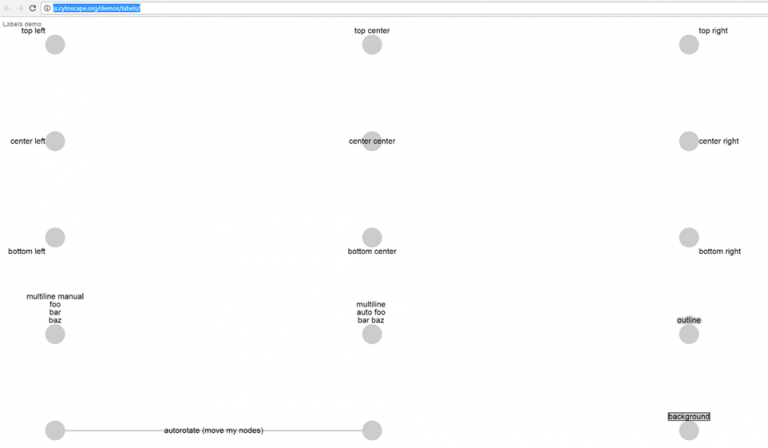 js.cytoscape.org/demos/labels/
Labels demo
top left
top center
top right
center left
center center
center right
bottom left
bottom center
bottom right
multiline manual
foo
bar
baz
multiline
auto foo
bar baz
outline
background
autorotate (move my nodes)